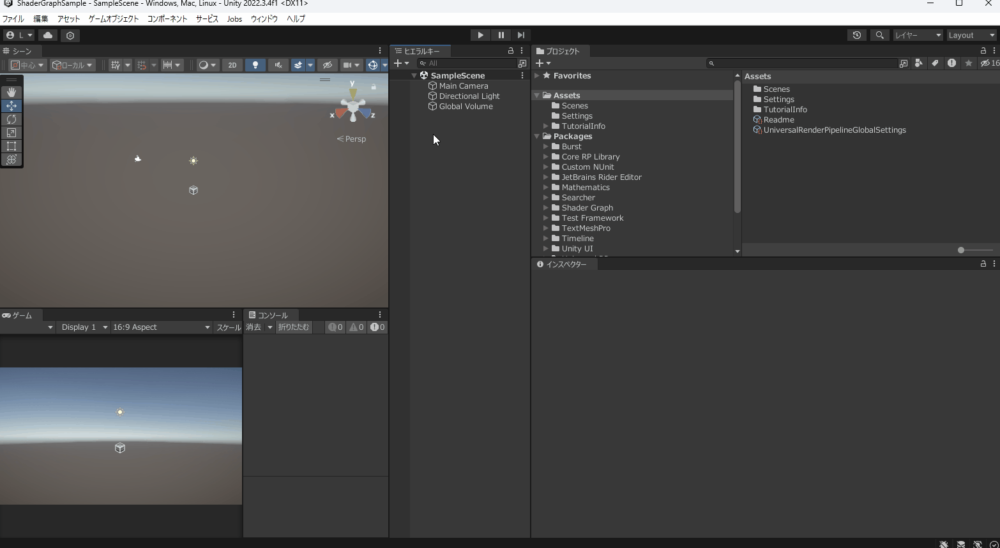 ShaderGraphSample - SampleScene - Windows, Mac, Linux - Unity 2022.3.4f1 <DX11>
ファイル 編集 アセット ゲームオブジェクト コンポーネント サービス Jobs ウィンドウ ヘルプ
L レイヤー Layout
シーン
中心 ローカル 2D
y
x z
Persp
ヒエラルキー
All
SampleScene
Main Camera
Directional Light
Global Volume
プロジェクト
16
Favorites
Assets
Scenes
Settings
TutorialInfo
Packages
Burst
Core RP Library
Custom NUnit
JetBrains Rider Editor
Mathematics
Searcher
Shader Graph
Test Framework
TextMeshPro
Timeline
Unity UI
Assets
Scenes
Settings
TutorialInfo
Readme
UniversalRenderPipelineGlobalSettings
インスペクター
ゲーム
Display 1 16:9 Aspect スケール
コンソール
消去 折りたたむ 0 0 0